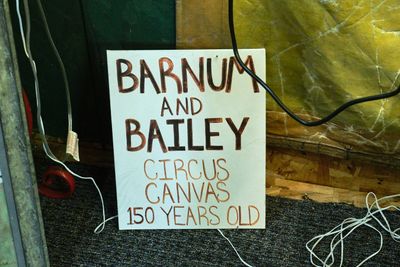 BARNUM
AND
BAILEY
CIRCUS
CANVAS
150 YEARS OLD